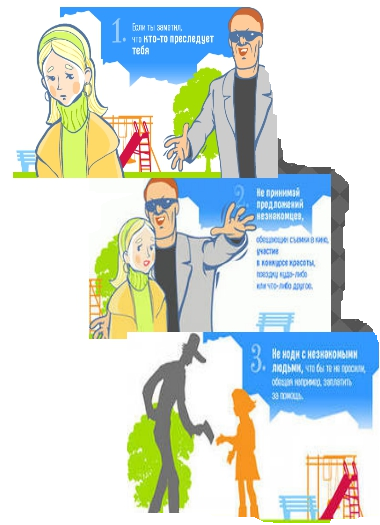 1. Если ты заметил,
что кто-то преследует
тебя
2. Не принимай
предложений
незнакомцев,
обещающих съемки в кино,
участие
в конкурсе красоты,
поездку куда-либо
или что-либо другое.
3. Не ходи с незнакомыми
людьми, что бы те не просили,
обещая например, заплатить
за помощь.